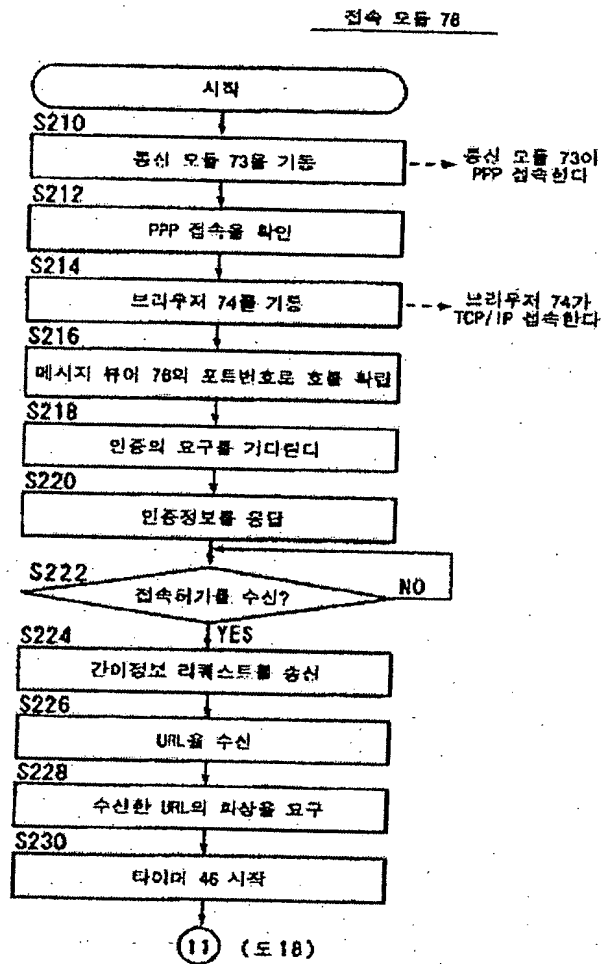 접속 모듈 78
시작
S210
통신 모듈 73을 기동
통신 모듈 73이
PPP 접속한다
S212
PPP 접속을 확인
S214
브라우저 74를 기동
브라우저 74가
TCP/IP 접속한다
S216
메시지 뷰어 76의 포트번호로 호를 확립
S218
인증의 요구를 기다린다
S220
인증정보를 응답
S222
접속허가를 수신?
NO
YES
S224
간이정보 리퀘스트를 송신
S226
URL을 수신
S228
수신한 URL의 화상을 요구
S230
타이머 46 시작
11 (도18)